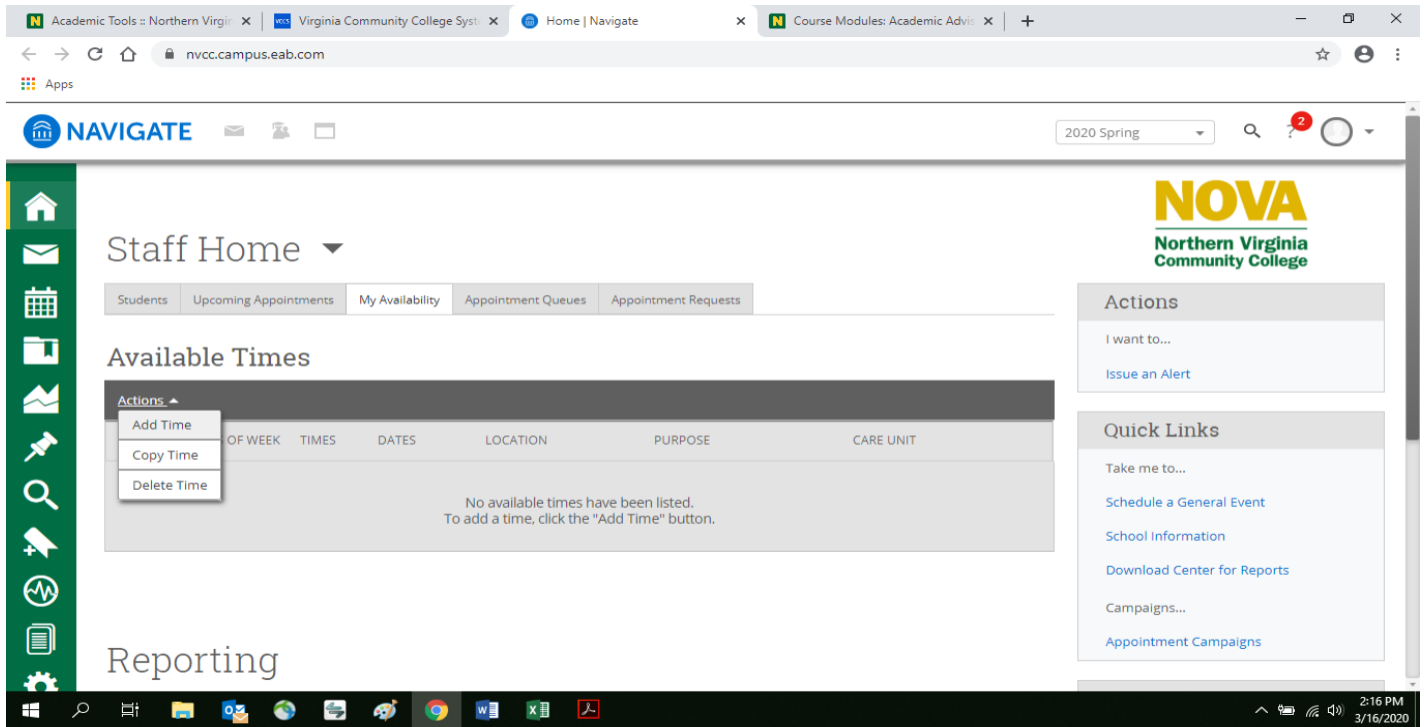 Academic Tools :: Northern Virgin
VCCS Virginia Community College Syst
Home | Navigate
Course Modules: Academic Advis
nvcc.campus.eab.com
Apps
NAVIGATE
2020 Spring
2
NOVA
Northern Virginia
Community College
Staff Home
Students Upcoming Appointments My Availability Appointment Queues Appointment Requests
Available Times
Actions
Add Time
Copy Time
Delete Time
OF WEEK TIMES DATES LOCATION PURPOSE CARE UNIT
No available times have been listed.
To add a time, click the "Add Time" button.
Reporting
Actions
I want to...
Issue an Alert
Quick Links
Take me to...
Schedule a General Event
School Information
Download Center for Reports
Campaigns...
Appointment Campaigns
2:16 PM
3/16/2020